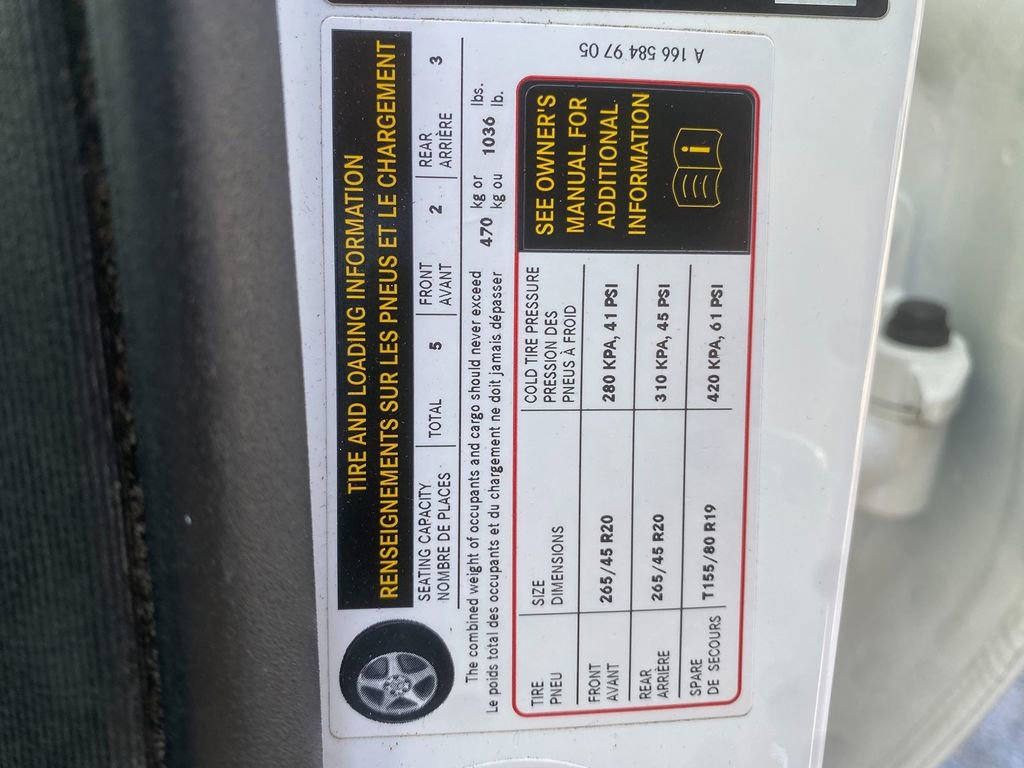 TIRE AND LOADING INFORMATION
RENSEIGNEMENTS SUR LES PNEUS ET LE CHARGEMENT
SEATING CAPACITY | TOTAL 5 | FRONT 2 | REAR 3
NOMBRE DE PLACES | AVANT | ARRIÈRE
The combined weight of occupants and cargo should never exceed 470 kg or 1036 lbs.
Le poids total des occupants et du chargement ne doit jamais dépasser kg ou lb.
TIRE SIZE COLD TIRE PRESSURE
PNEU DIMENSIONS PRESSION DES
PNEUS À FROID
FRONT 265/45 R20 280 KPA, 41 PSI
AVANT
REAR 265/45 R20 310 KPA, 45 PSI
ARRIÈRE
SPARE T155/80 R19 420 KPA, 61 PSI
DE SECOURS
SEE OWNER'S
MANUAL FOR
ADDITIONAL
INFORMATION
i
A 166 584 97 05